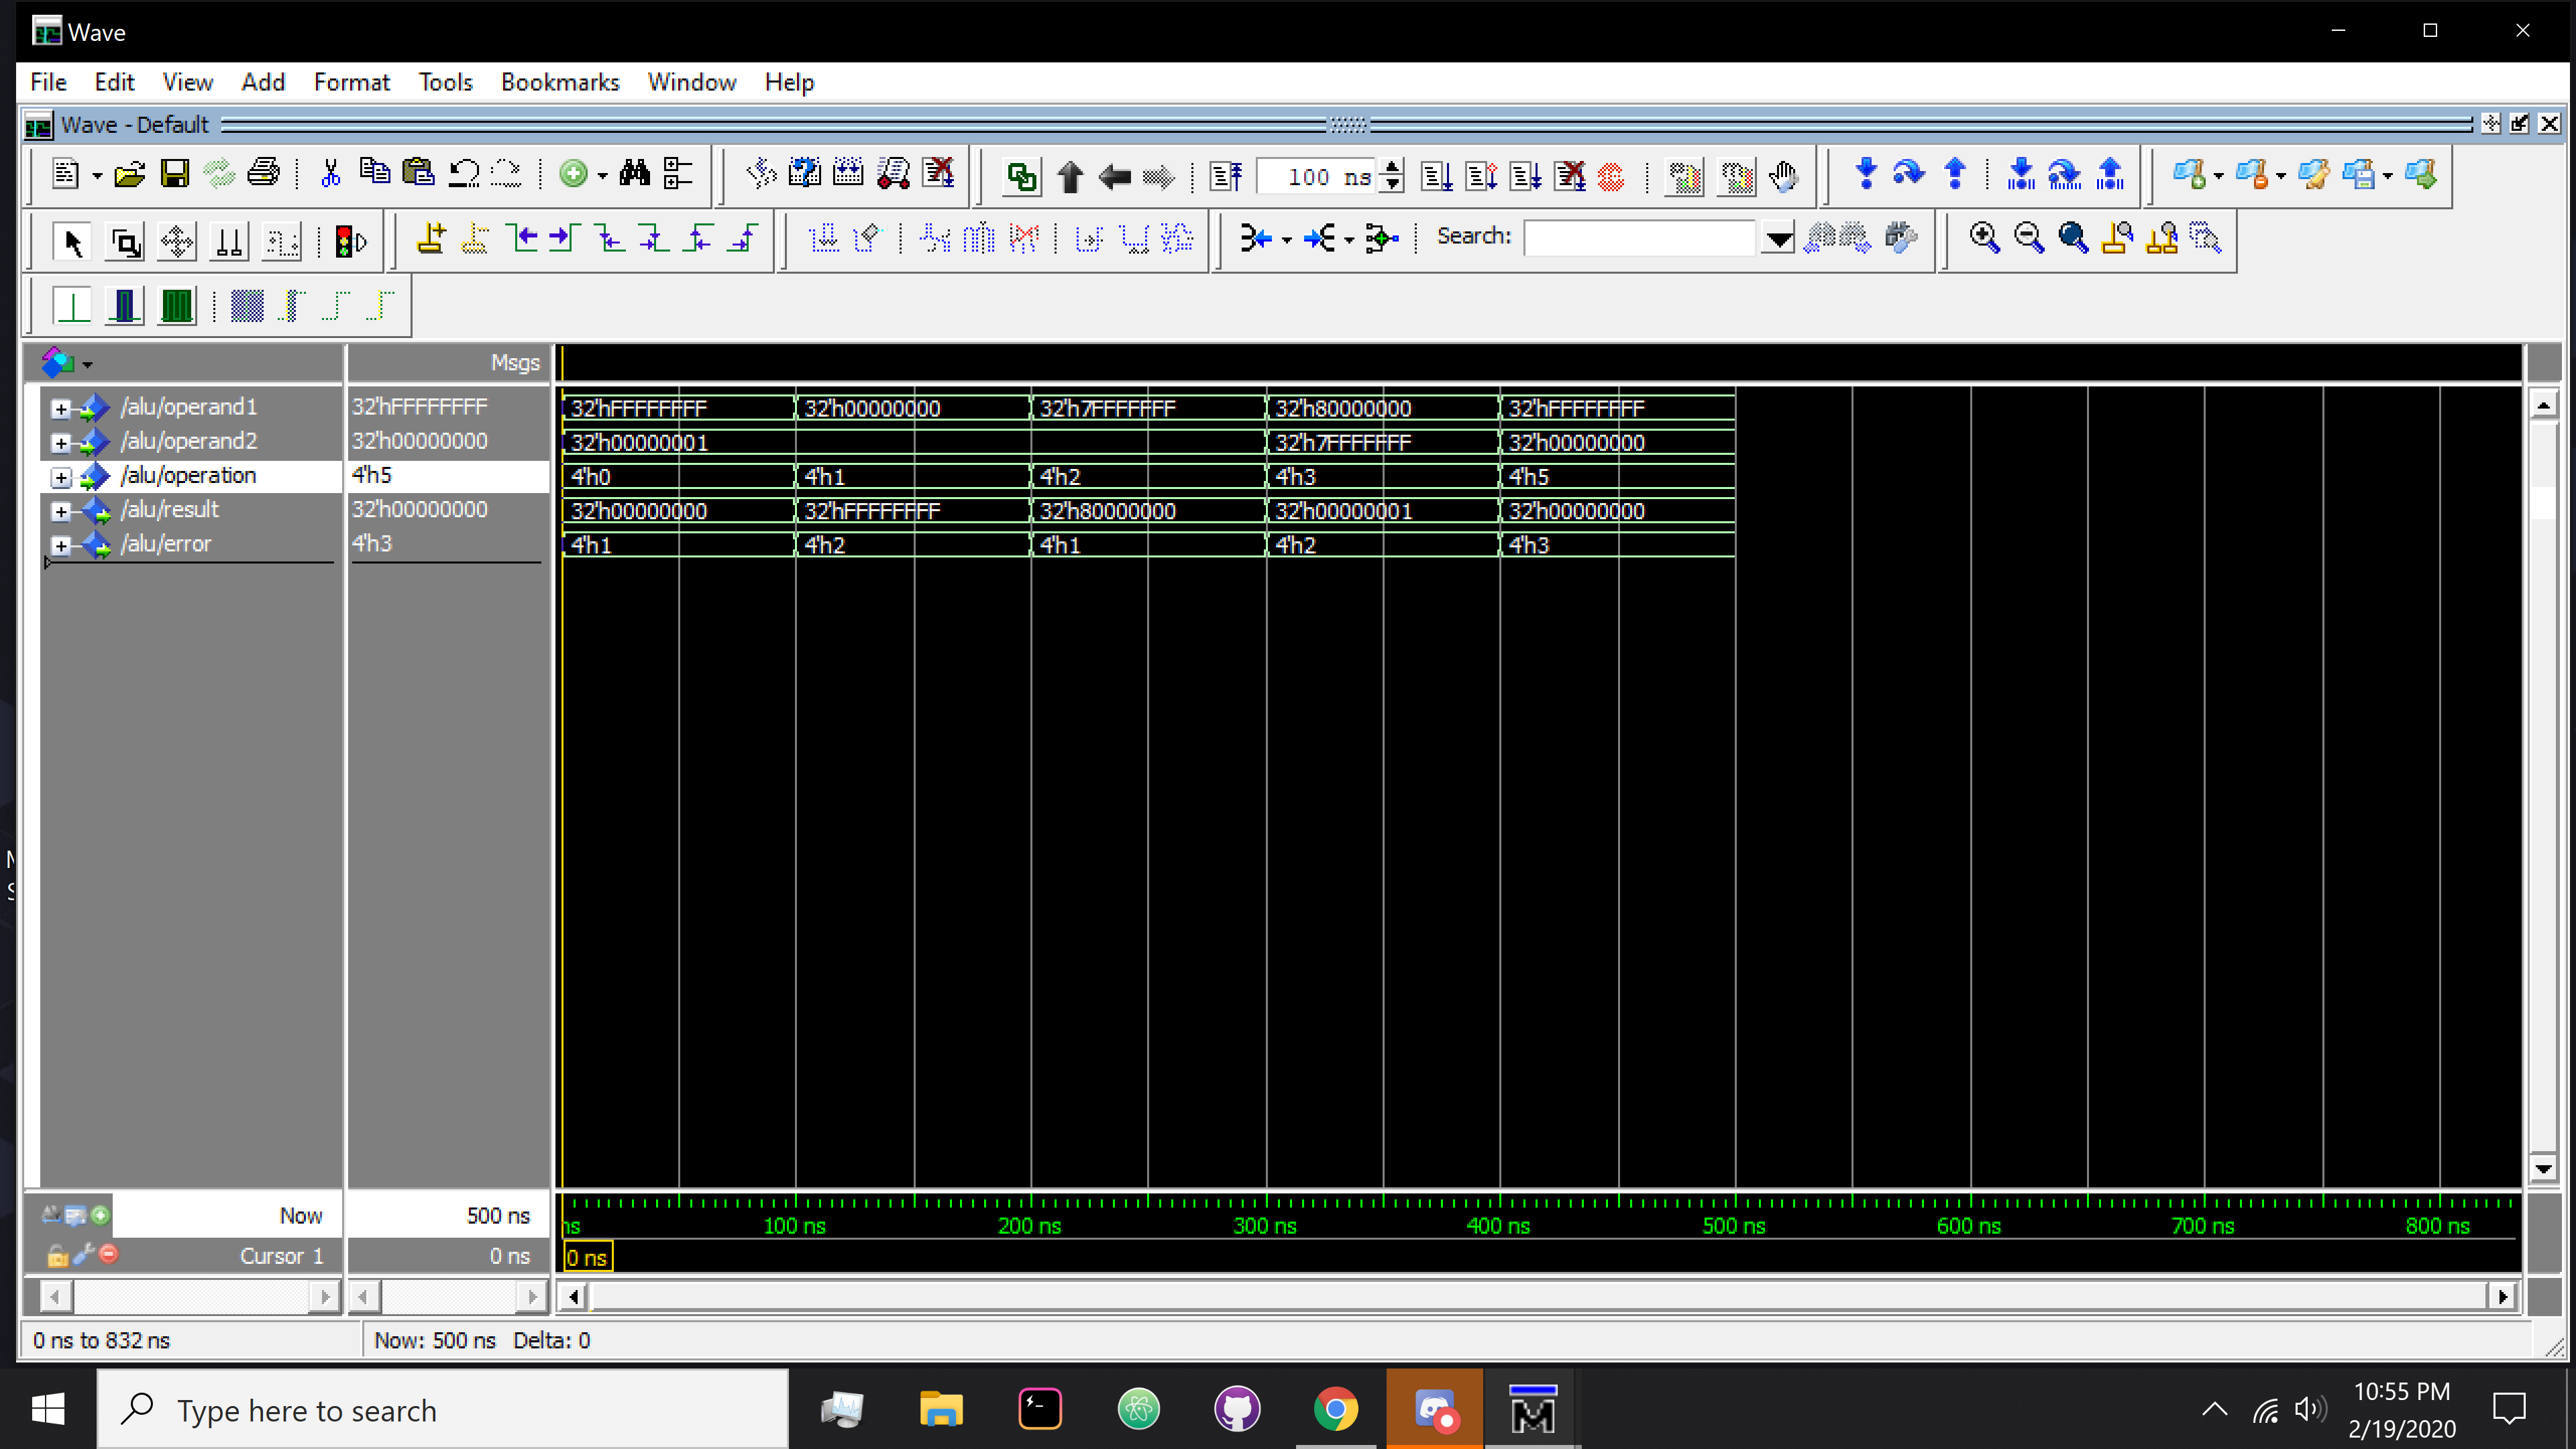 Wave
File Edit View Add Format Tools Bookmarks Window Help
Wave - Default
100 ns
Search:
Msgs
/alu/operand1 32'hFFFFFFFF 32'hFFFFFFFF 32'h00000000 32'h7FFFFFFF 32'h80000000 32'hFFFFFFFF
/alu/operand2 32'h00000000 32'h00000001 32'h7FFFFFFF 32'h00000000
/alu/operation 4'h5 4'h0 4'h1 4'h2 4'h3 4'h5
/alu/result 32'h00000000 32'h00000000 32'hFFFFFFFF 32'h80000000 32'h00000001 32'h00000000
/alu/error 4'h3 4'h1 4'h2 4'h1 4'h2 4'h3
Now 500 ns ns 100 ns 200 ns 300 ns 400 ns 500 ns 600 ns 700 ns 800 ns
Cursor 1 0 ns 0 ns
0 ns to 832 ns Now: 500 ns Delta: 0
Type here to search
10:55 PM
2/19/2020